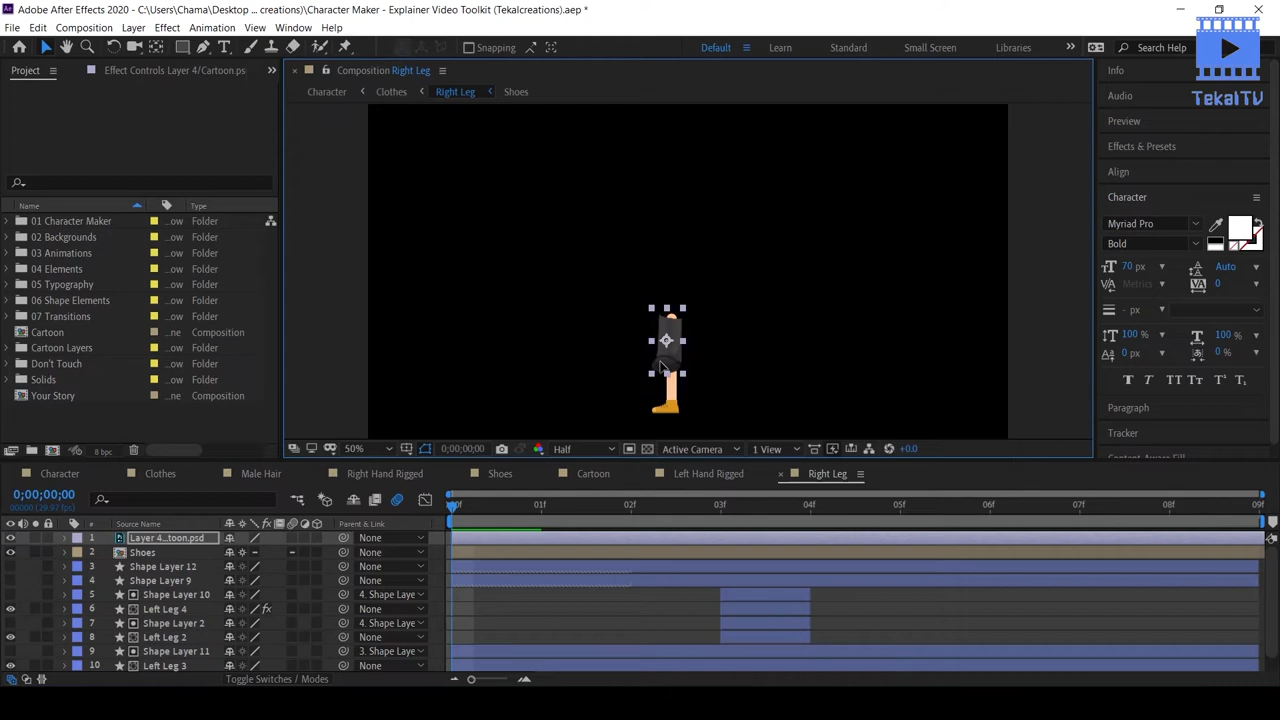 Adobe After Effects 2020 - C:\Users\Chama\Desktop ... creations)\Character Maker - Explainer Video Toolkit (Tekalcreations).aep *
File Edit Composition Layer Effect Animation View Window Help
Snapping Default Learn Standard Small Screen Libraries Search Help
TekalTV
Project Effect Controls Layer 4/Cartoon.ps
Composition Right Leg
Character Clothes Right Leg Shoes
Name Type
01 Character Maker ...ow Folder
02 Backgrounds ...ow Folder
03 Animations ...ow Folder
04 Elements ...ow Folder
05 Typography ...ow Folder
06 Shape Elements ...ow Folder
07 Transitions ...ow Folder
Cartoon ...ne Composition
Cartoon Layers ...ow Folder
Don't Touch ...ow Folder
Solids ...ow Folder
Your Story ...ne Composition
8 bpc
50% 0;00;00;00 Half Active Camera 1 View +0.0
Info
Audio
Preview
Effects & Presets
Align
Character
Myriad Pro
Bold
70 px Auto
Metrics 0
- px
100% 100%
0 px 0%
T T TT Tt T¹ T₁
Paragraph
Tracker
Character Clothes Male Hair Right Hand Rigged Shoes Cartoon Left Hand Rigged Right Leg
0;00;00;00
00000 (29.97 fps)
01f 02f 03f 04f 05f 06f 07f 08f 09f
# Source Name Parent & Link
1 Layer 4...toon.psd None
2 Shoes None
3 Shape Layer 12 None
4 Shape Layer 9 None
5 Shape Layer 10 4. Shape Laye
6 Left Leg 4 None
7 Shape Layer 2 4. Shape Laye
8 Left Leg 2 None
9 Shape Layer 11 3. Shape Laye
10 Left Leg 3 None
Toggle Switches / Modes